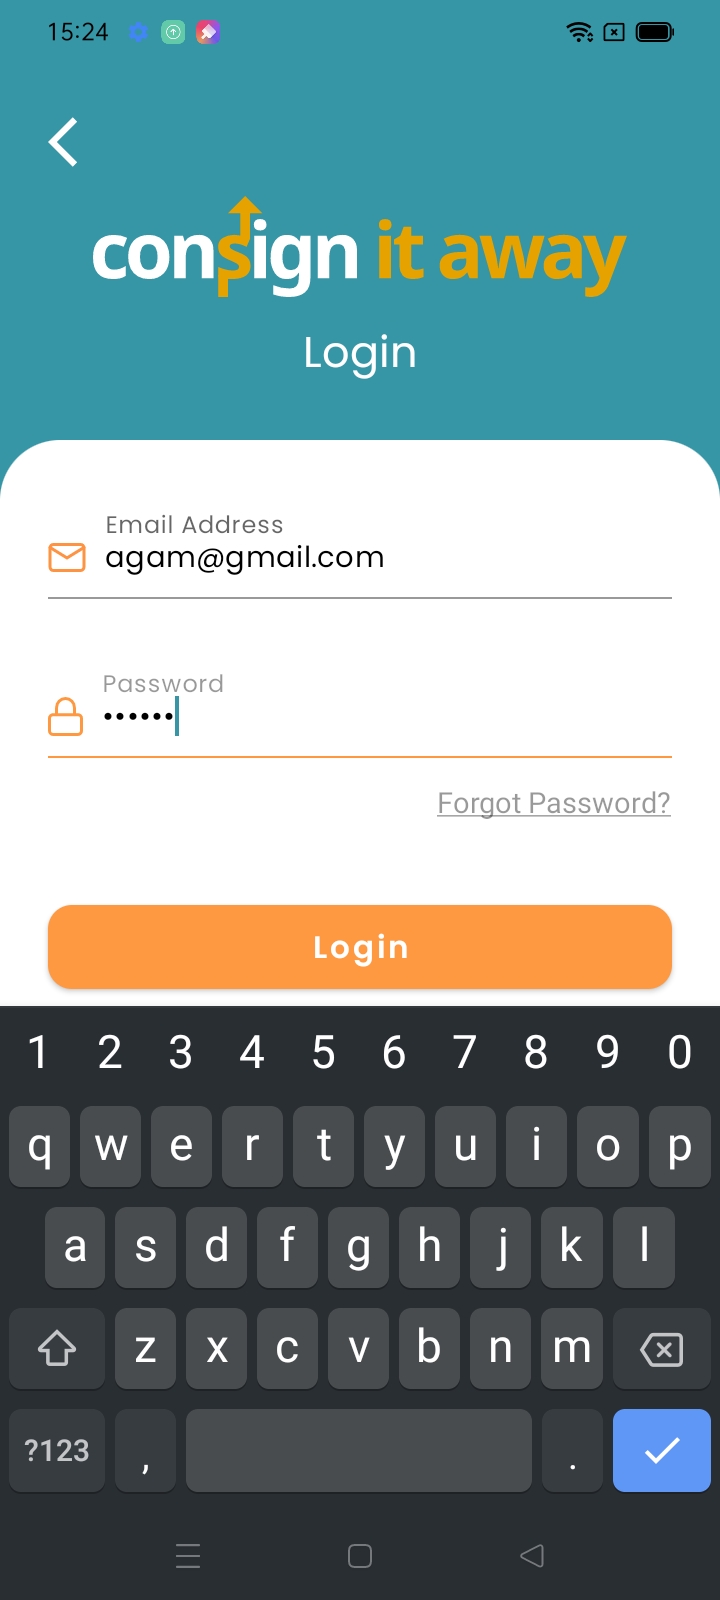 15:24
consign it away
Login
Email Address
agam@gmail.com
Password
••••••
Forgot Password?
Login
1 2 3 4 5 6 7 8 9 0
q w e r t y u i o p
a s d f g h j k l
z x c v b n m
?123 , .